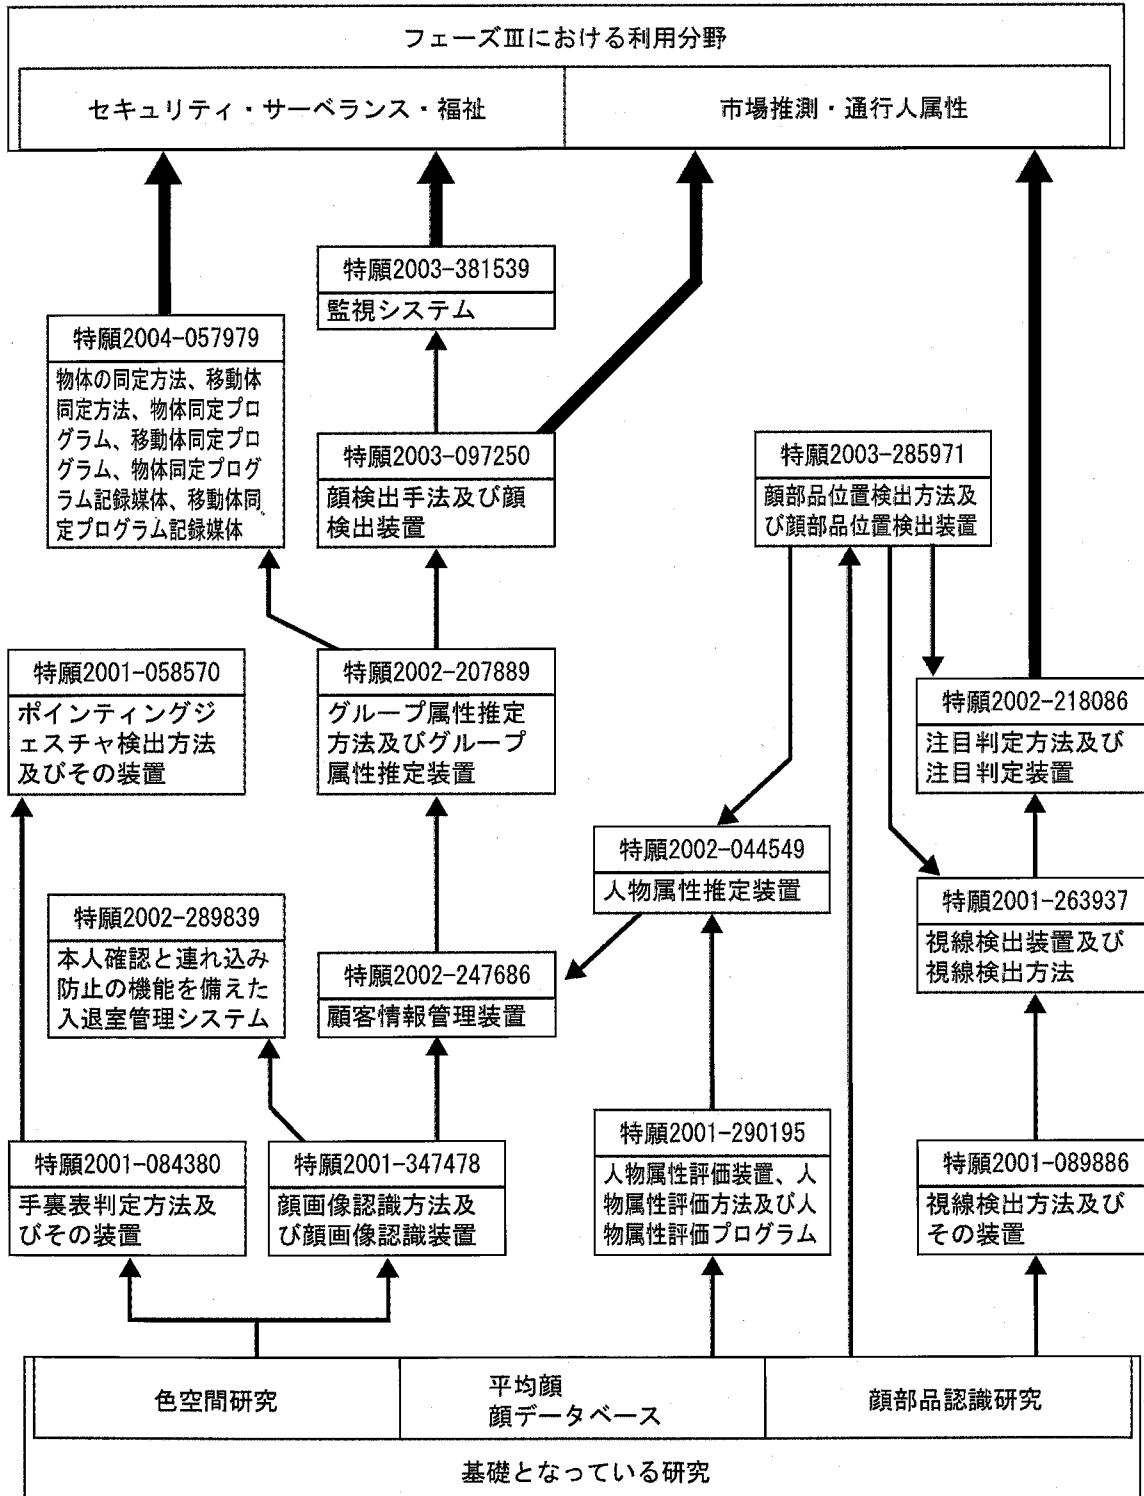 フェーズⅢにおける利用分野
セキュリティ・サーベランス・福祉
市場推測・通行人属性
特願2003-381539
監視システム
特願2004-057979
物体の同定方法、移動体
同定方法、物体同定プロ
グラム、移動体同定プロ
グラム、物体同定プログ
ラム記録媒体、移動体同
定プログラム記録媒体
特願2003-097250
顔検出手法及び顔
検出装置
特願2003-285971
顔部品位置検出方法及
び顔部品位置検出装置
特願2001-058570
ポインティングジ
ェスチャ検出方法
及びその装置
特願2002-207889
グループ属性推定
方法及びグループ
属性推定装置
特願2002-218086
注目判定方法及び
注目判定装置
特願2002-044549
人物属性推定装置
特願2001-263937
視線検出装置及び
視線検出方法
特願2002-289839
本人確認と連れ込み
防止の機能を備えた
入退室管理システム
特願2002-247686
顧客情報管理装置
特願2001-084380
手裏表判定方法及
びその装置
特願2001-347478
顔画像認識方法及
び顔画像認識装置
特願2001-290195
人物属性評価装置、人
物属性評価方法及び人
物属性評価プログラム
特願2001-089886
視線検出方法及び
その装置
色空間研究
平均顔
顔データベース
顔部品認識研究
基礎となっている研究